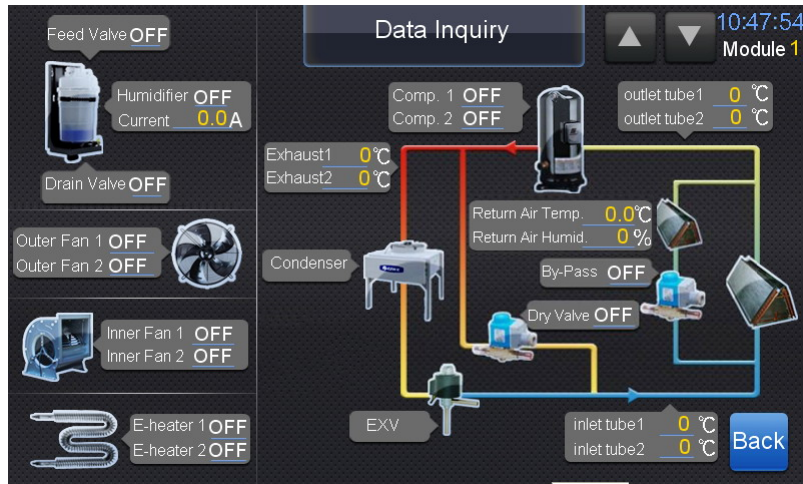 Data Inquiry
10:47:54
Module 1
Feed Valve OFF
Humidifier OFF
Current 0.0A
Drain Valve OFF
Outer Fan 1 OFF
Outer Fan 2 OFF
Inner Fan 1 OFF
Inner Fan 2 OFF
E-heater 1 OFF
E-heater 2 OFF
Comp. 1 OFF
Comp. 2 OFF
outlet tube1 0 ℃
outlet tube2 0 ℃
Exhaust1 0℃
Exhaust2 0℃
Return Air Temp. 0.0℃
Return Air Humid. 0 %
Condenser
By-Pass OFF
Dry Valve OFF
EXV
inlet tube1 0 ℃
inlet tube2 0 ℃
Back